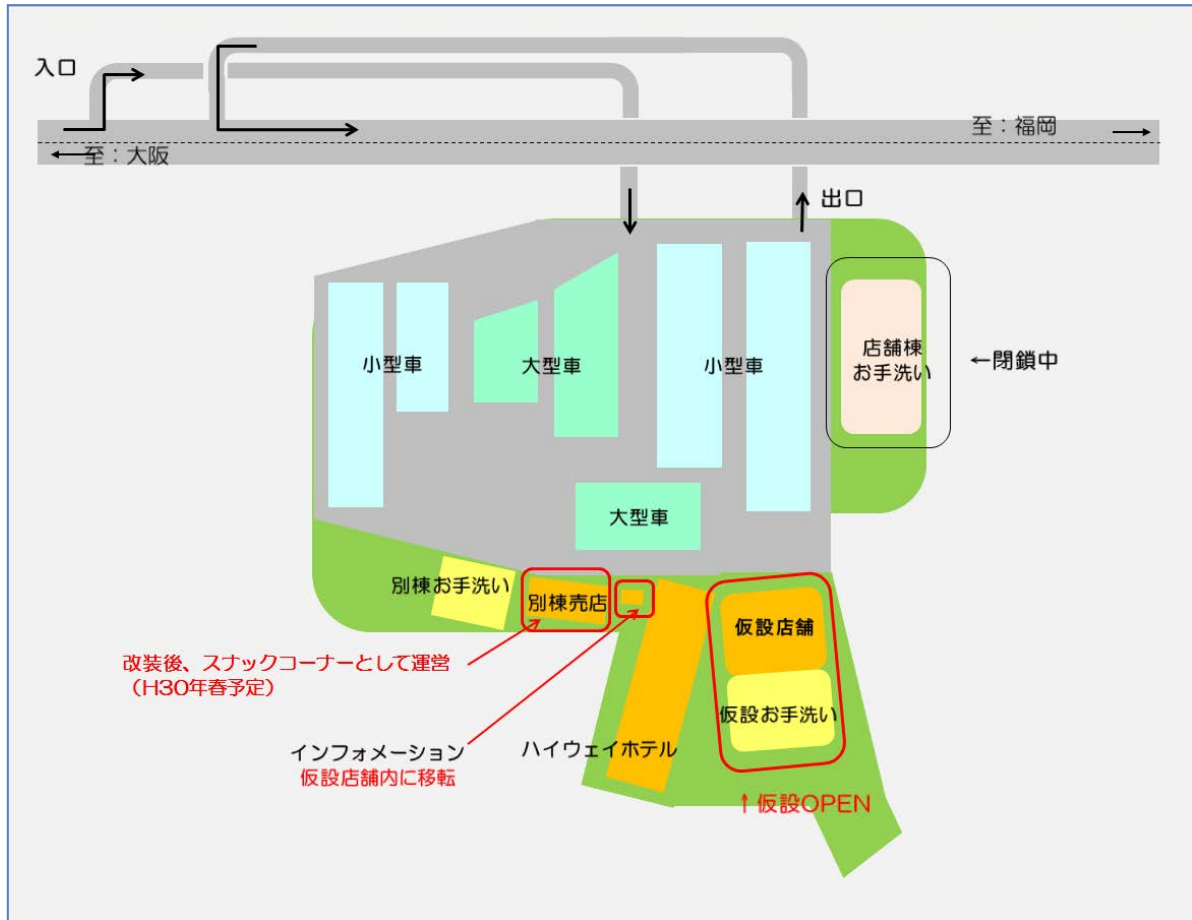 入口
至：福岡
至：大阪
出口
店舗棟
お手洗い
←閉鎖中
小型車
大型車
小型車
大型車
別棟お手洗い
別棟売店
仮設店舗
改装後、スナックコーナーとして運営
（H30年春予定）
仮設お手洗い
インフォメーション
仮設店舗内に移転
ハイウェイホテル
↑仮設OPEN